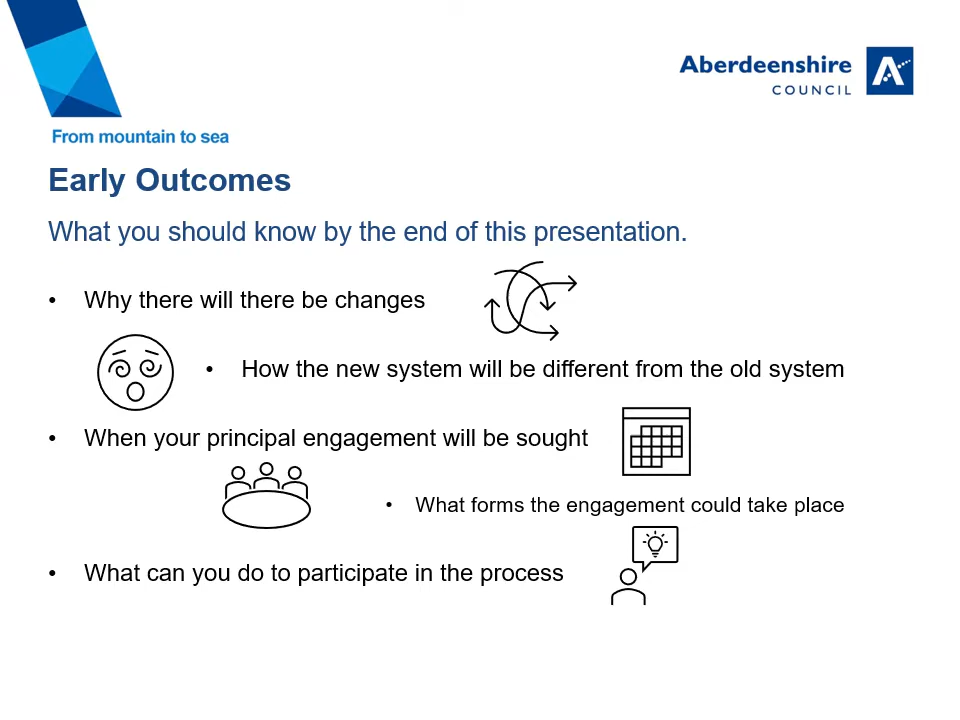 Aberdeenshire
COUNCIL
From mountain to sea
Early Outcomes
What you should know by the end of this presentation.
• Why there will there be changes
• How the new system will be different from the old system
• When your principal engagement will be sought
• What forms the engagement could take place
• What can you do to participate in the process